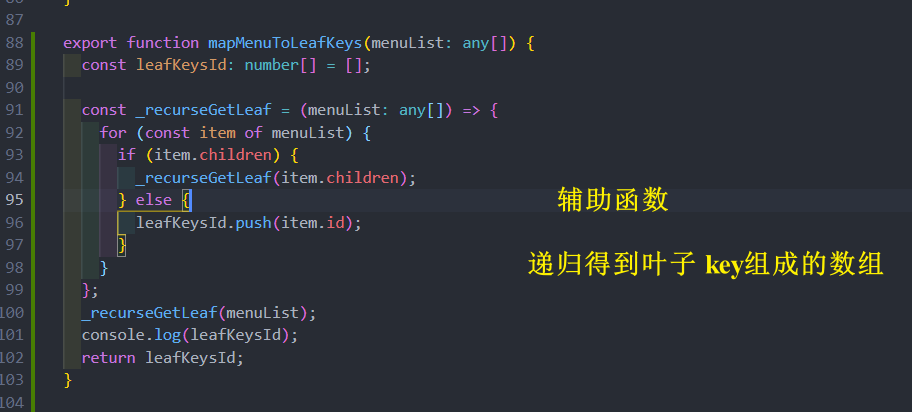 86 }
87
88 export function mapMenuToLeafKeys(menuList: any[]) {
89 const leafKeysId: number[] = [];
90
91 const _recurseGetLeaf = (menuList: any[]) => {
92 for (const item of menuList) {
93 if (item.children) {
94 _recurseGetLeaf(item.children);
95 } else {
辅助函数
96 leafKeysId.push(item.id);
97 }
98 }
递归得到叶子 key组成的数组
99 };
100 _recurseGetLeaf(menuList);
101 console.log(leafKeysId);
102 return leafKeysId;
103 }
104